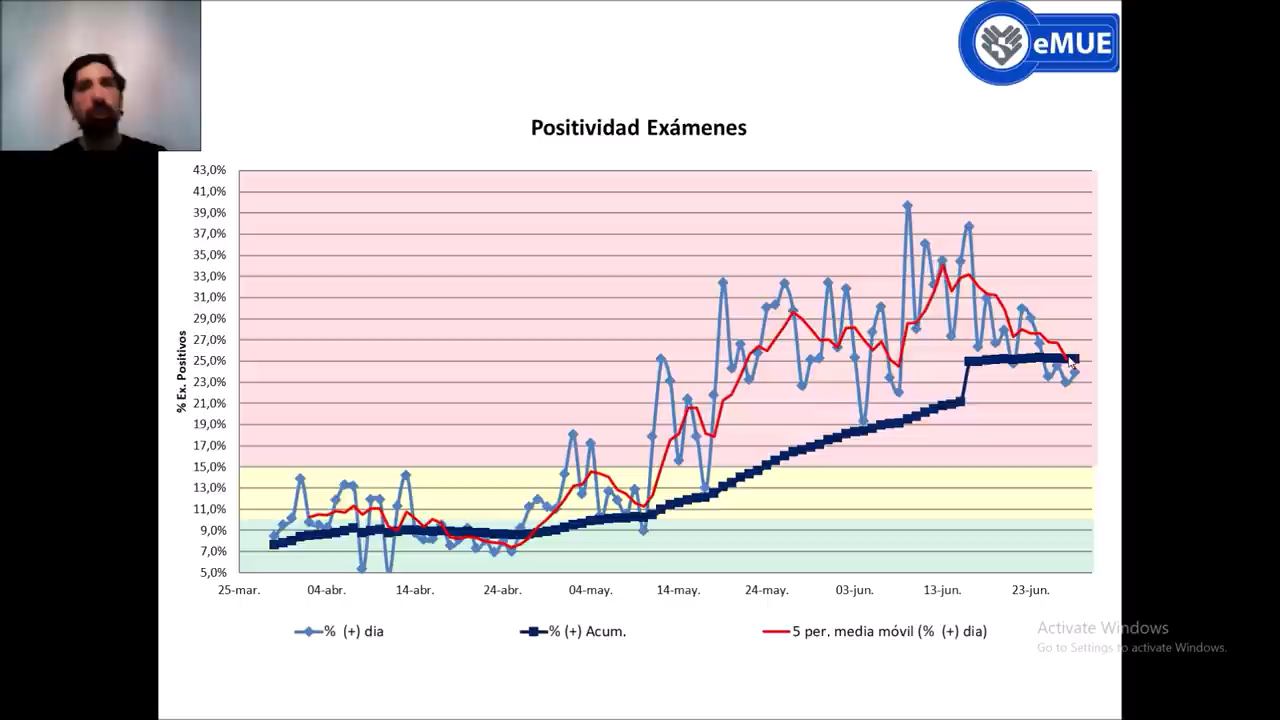 eMUE
Positividad Exámenes
% Ex. Positivos
43,0%
41,0%
39,0%
37,0%
35,0%
33,0%
31,0%
29,0%
27,0%
25,0%
23,0%
21,0%
19,0%
17,0%
15,0%
13,0%
11,0%
9,0%
7,0%
5,0%
25-mar. 04-abr. 14-abr. 24-abr. 04-may. 14-may. 24-may. 03-jun. 13-jun. 23-jun.
% (+) dia % (+) Acum. 5 per. media móvil (% (+) dia)
Activate Windows
Go to Settings to activate Windows.